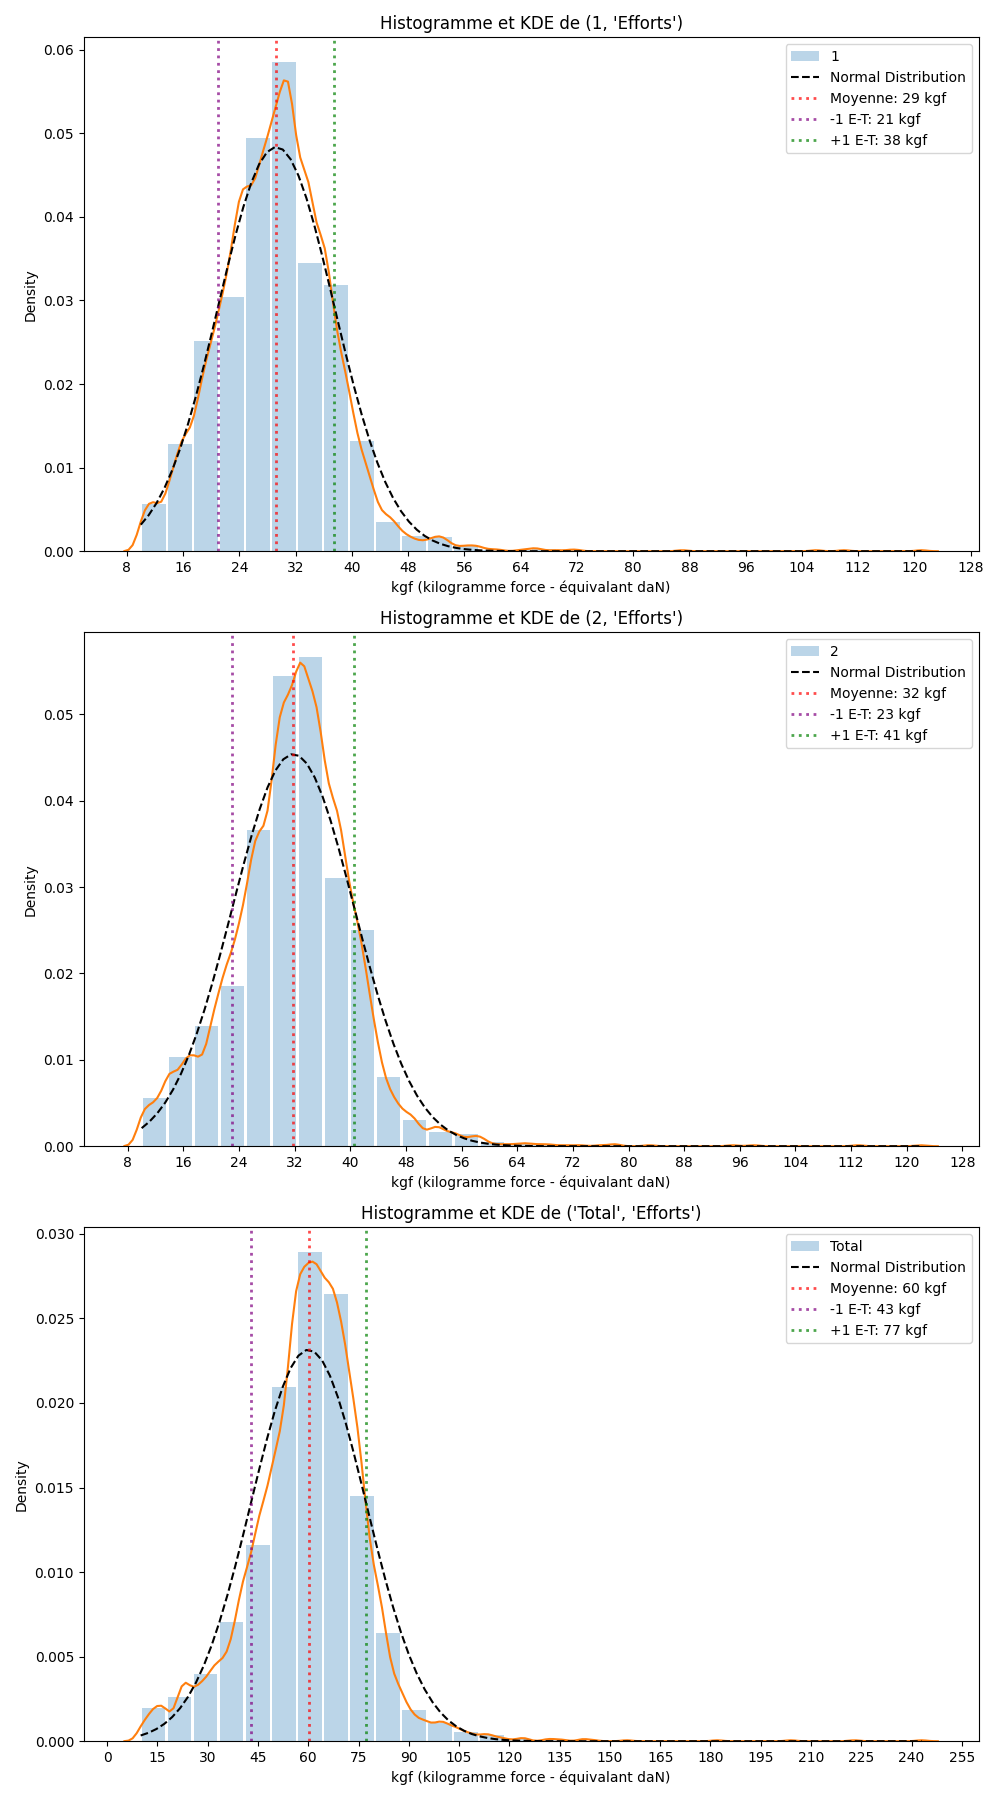 Histogramme et KDE de (1, 'Efforts')
0.06
0.05
0.04
0.03
0.02
0.01
0.00
Density
1
Normal Distribution
Moyenne: 29 kgf
-1 E-T: 21 kgf
+1 E-T: 38 kgf
8 16 24 32 40 48 56 64 72 80 88 96 104 112 120 128
kgf (kilogramme force - équivalant daN)
Histogramme et KDE de (2, 'Efforts')
0.05
0.04
0.03
0.02
0.01
0.00
Density
2
Normal Distribution
Moyenne: 32 kgf
-1 E-T: 23 kgf
+1 E-T: 41 kgf
8 16 24 32 40 48 56 64 72 80 88 96 104 112 120 128
kgf (kilogramme force - équivalant daN)
Histogramme et KDE de ('Total', 'Efforts')
0.030
0.025
0.020
0.015
0.010
0.005
0.000
Density
Total
Normal Distribution
Moyenne: 60 kgf
-1 E-T: 43 kgf
+1 E-T: 77 kgf
0 15 30 45 60 75 90 105 120 135 150 165 180 195 210 225 240 255
kgf (kilogramme force - équivalant daN)